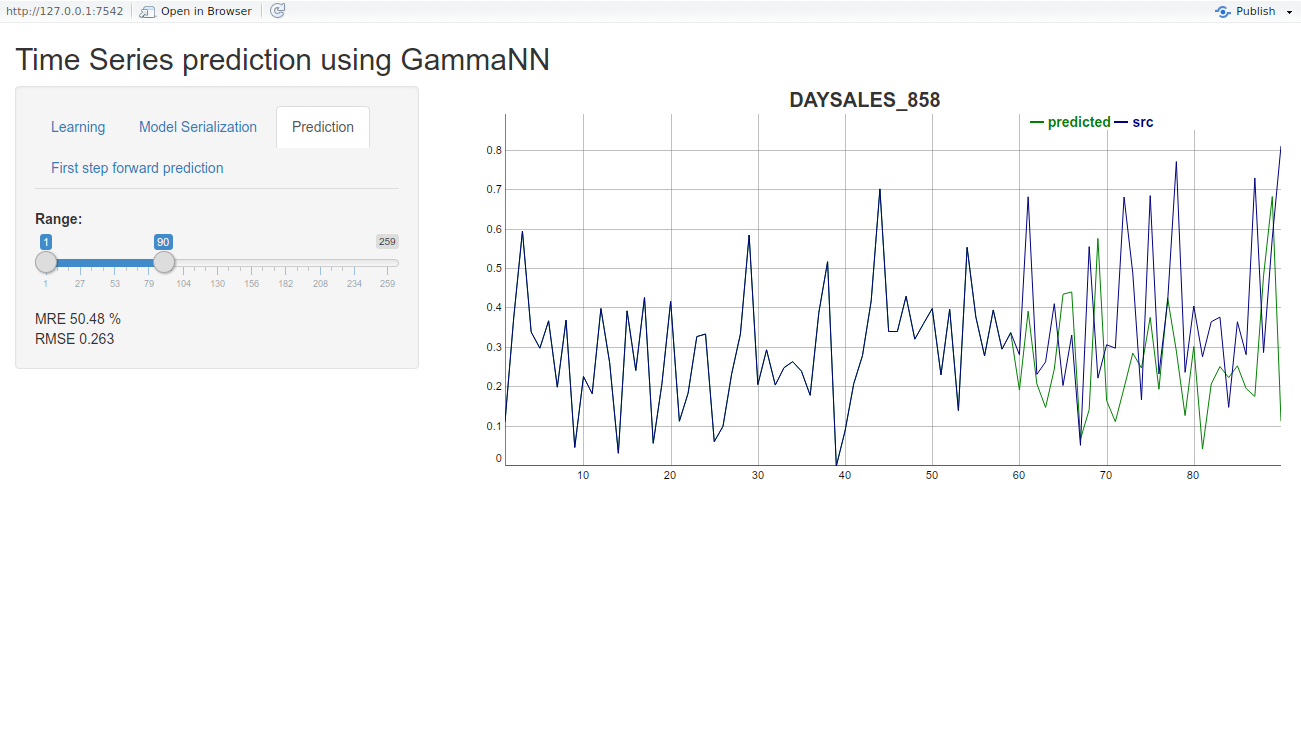 http://127.0.0.1:7542 Open in Browser Publish
Time Series prediction using GammaNN
Learning Model Serialization Prediction
First step forward prediction
Range:
1 90 259
1 27 53 79 104 130 156 182 208 234 259
MRE 50.48 %
RMSE 0.263
DAYSALES_858
predicted src
0.8
0.7
0.6
0.5
0.4
0.3
0.2
0.1
0
10 20 30 40 50 60 70 80